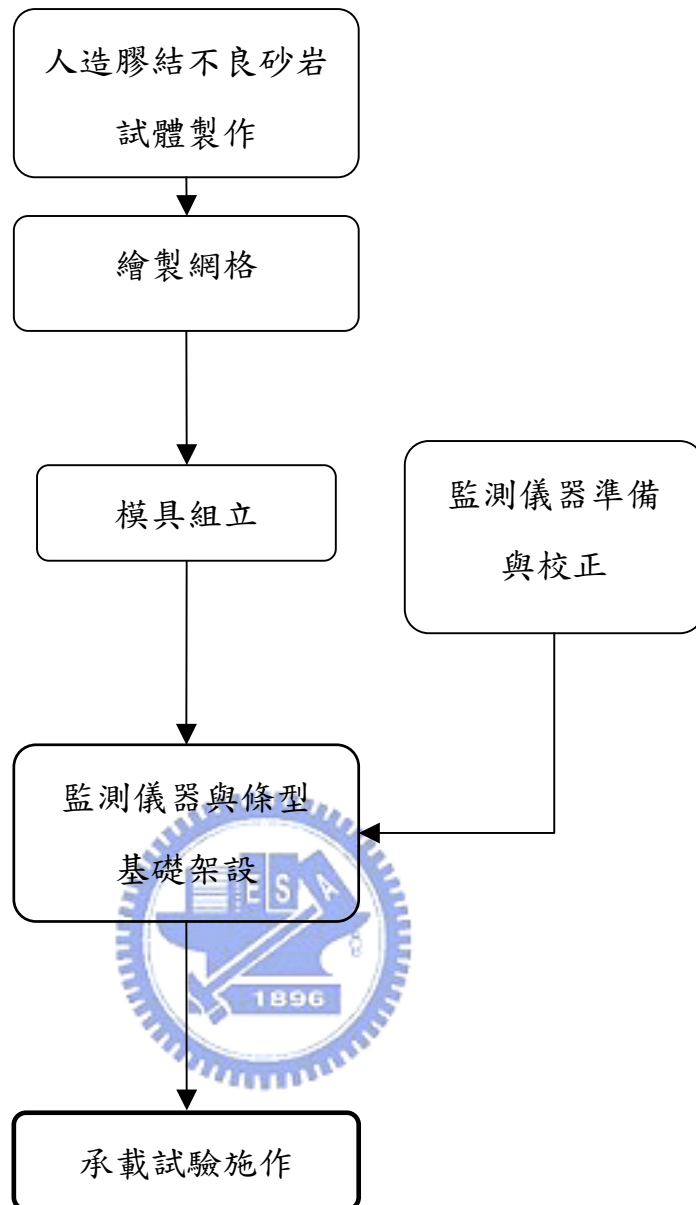 人造膠結不良砂岩
試體製作
繪製網格
模具組立
監測儀器準備
與校正
監測儀器與條型
基礎架設
ESA
1896
承載試驗施作